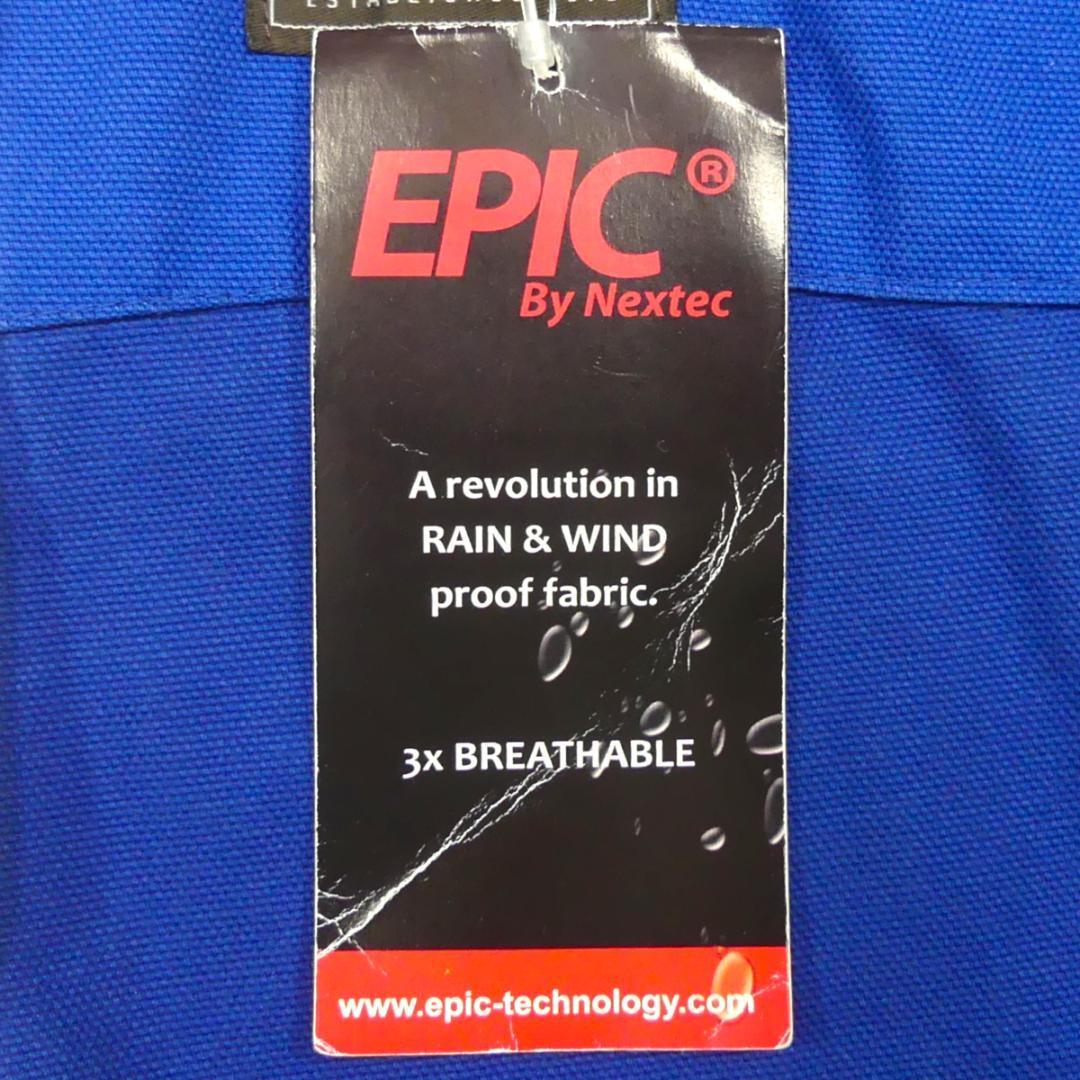 EPIC®
By Nextec
A revolution in
RAIN & WIND
proof fabric.
3x BREATHABLE
www.epic-technology.com